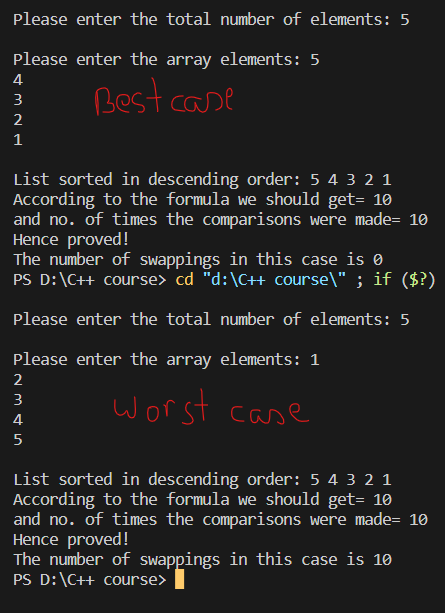 Please enter the total number of elements: 5
Please enter the array elements: 5
4
3
Best case
2
1
List sorted in descending order: 5 4 3 2 1
According to the formula we should get= 10
and no. of times the comparisons were made= 10
Hence proved!
The number of swappings in this case is 0
PS D:\C++ course> cd "d:\C++ course\" ; if ($?)
Please enter the total number of elements: 5
Please enter the array elements: 1
2
3
Worst case
4
5
List sorted in descending order: 5 4 3 2 1
According to the formula we should get= 10
and no. of times the comparisons were made= 10
Hence proved!
The number of swappings in this case is 10
PS D:\C++ course>